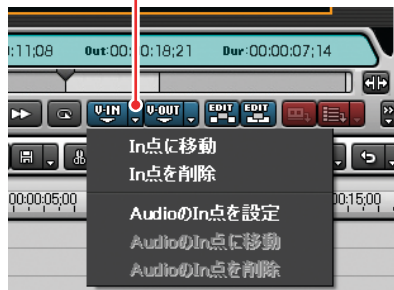 :11;08 Out:00:00:18;21 Dur:00:00:07;14
V-IN V-OUT EDIT EDIT
In点に移動
In点を削除
00:00:05;00 00:15;00
AudioのIn点を設定
AudioのIn点に移動
AudioのIn点を削除